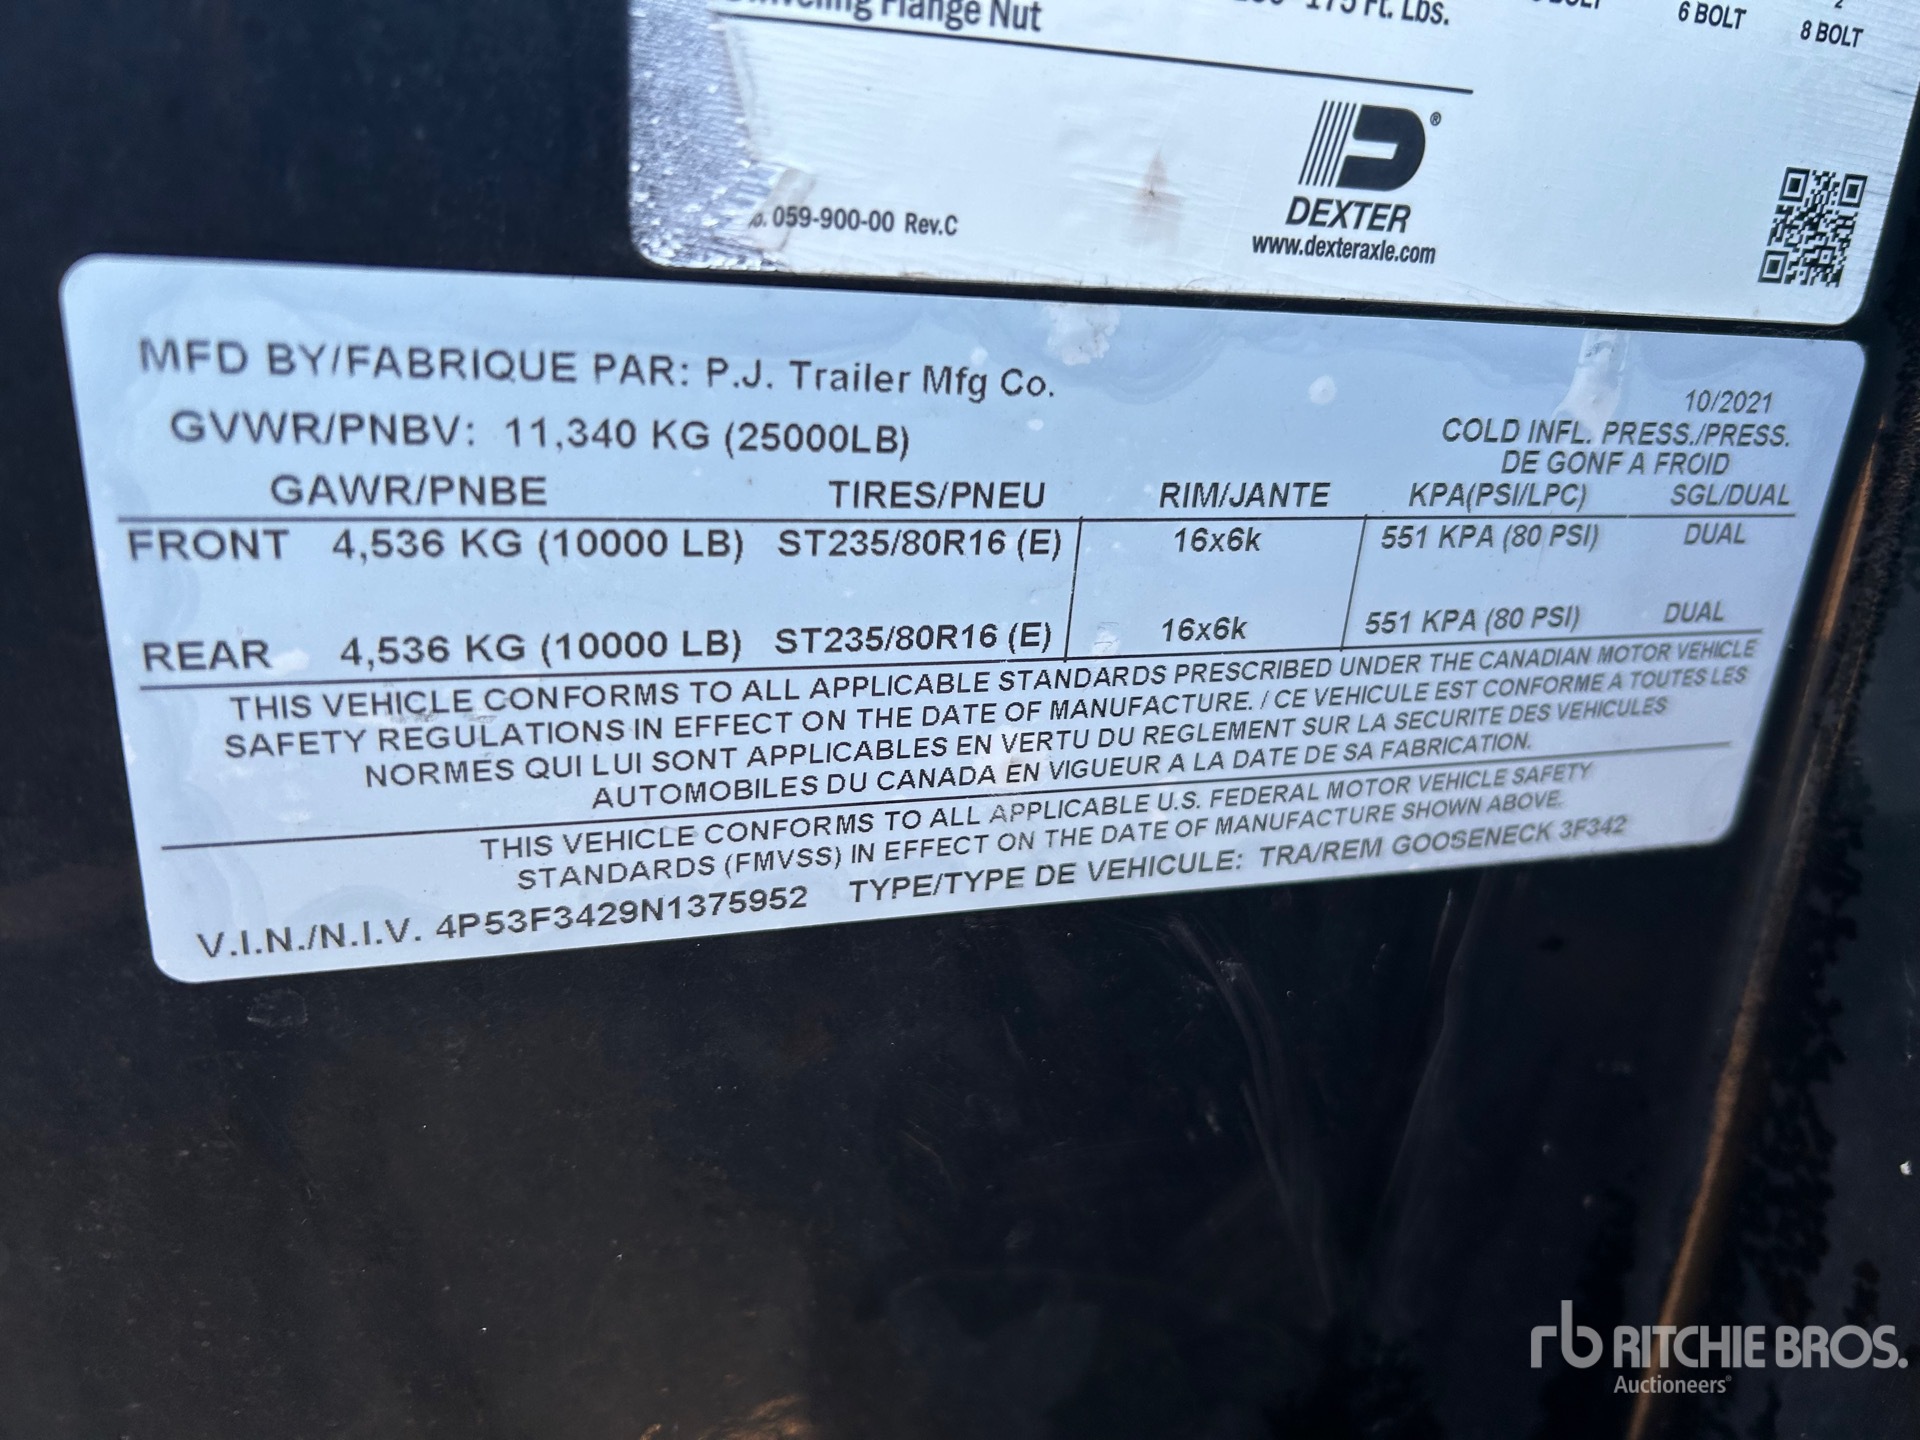 Flange Nut
175 Ft. Lbs.
6 BOLT
2
8 BOLT
DEXTER
www.dexteraxle.com
059-900-00 Rev.C
MFD BY/FABRIQUE PAR: P.J. Trailer Mfg Co.
10/2021
GVWR/PNBV: 11,340 KG (25000LB)
COLD INFL. PRESS./PRESS.
DE GONF A FROID
GAWR/PNBE TIRES/PNEU RIM/JANTE KPA(PSI/LPC) SGL/DUAL
FRONT 4,536 KG (10000 LB) ST235/80R16 (E) 16x6k 551 KPA (80 PSI) DUAL
REAR 4,536 KG (10000 LB) ST235/80R16 (E) 16x6k 551 KPA (80 PSI) DUAL
THIS VEHICLE CONFORMS TO ALL APPLICABLE STANDARDS PRESCRIBED UNDER THE CANADIAN MOTOR VEHICLE
SAFETY REGULATIONS IN EFFECT ON THE DATE OF MANUFACTURE. / CE VEHICULE EST CONFORME A TOUTES LES
NORMES QUI LUI SONT APPLICABLES EN VERTU DU REGLEMENT SUR LA SECURITE DES VEHICULES
AUTOMOBILES DU CANADA EN VIGUEUR A LA DATE DE SA FABRICATION.
THIS VEHICLE CONFORMS TO ALL APPLICABLE U.S. FEDERAL MOTOR VEHICLE SAFETY
STANDARDS (FMVSS) IN EFFECT ON THE DATE OF MANUFACTURE SHOWN ABOVE.
V.I.N./N.I.V. 4P53F3429N1375952 TYPE/TYPE DE VEHICULE: TRA/REM GOOSENECK 3F342
rb RITCHIE BROS.
Auctioneers